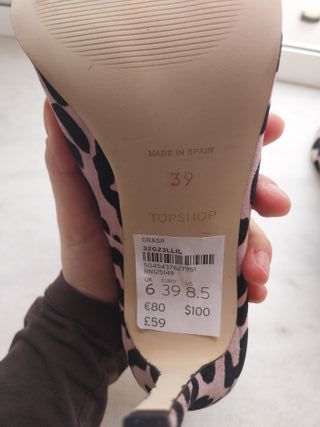 MADE IN SPAIN
39
TOPSHOP
GRASP
32G23LLIL
5045437627951
RN125149
UK EURO US
6 39 8.5
€80 $100
£59